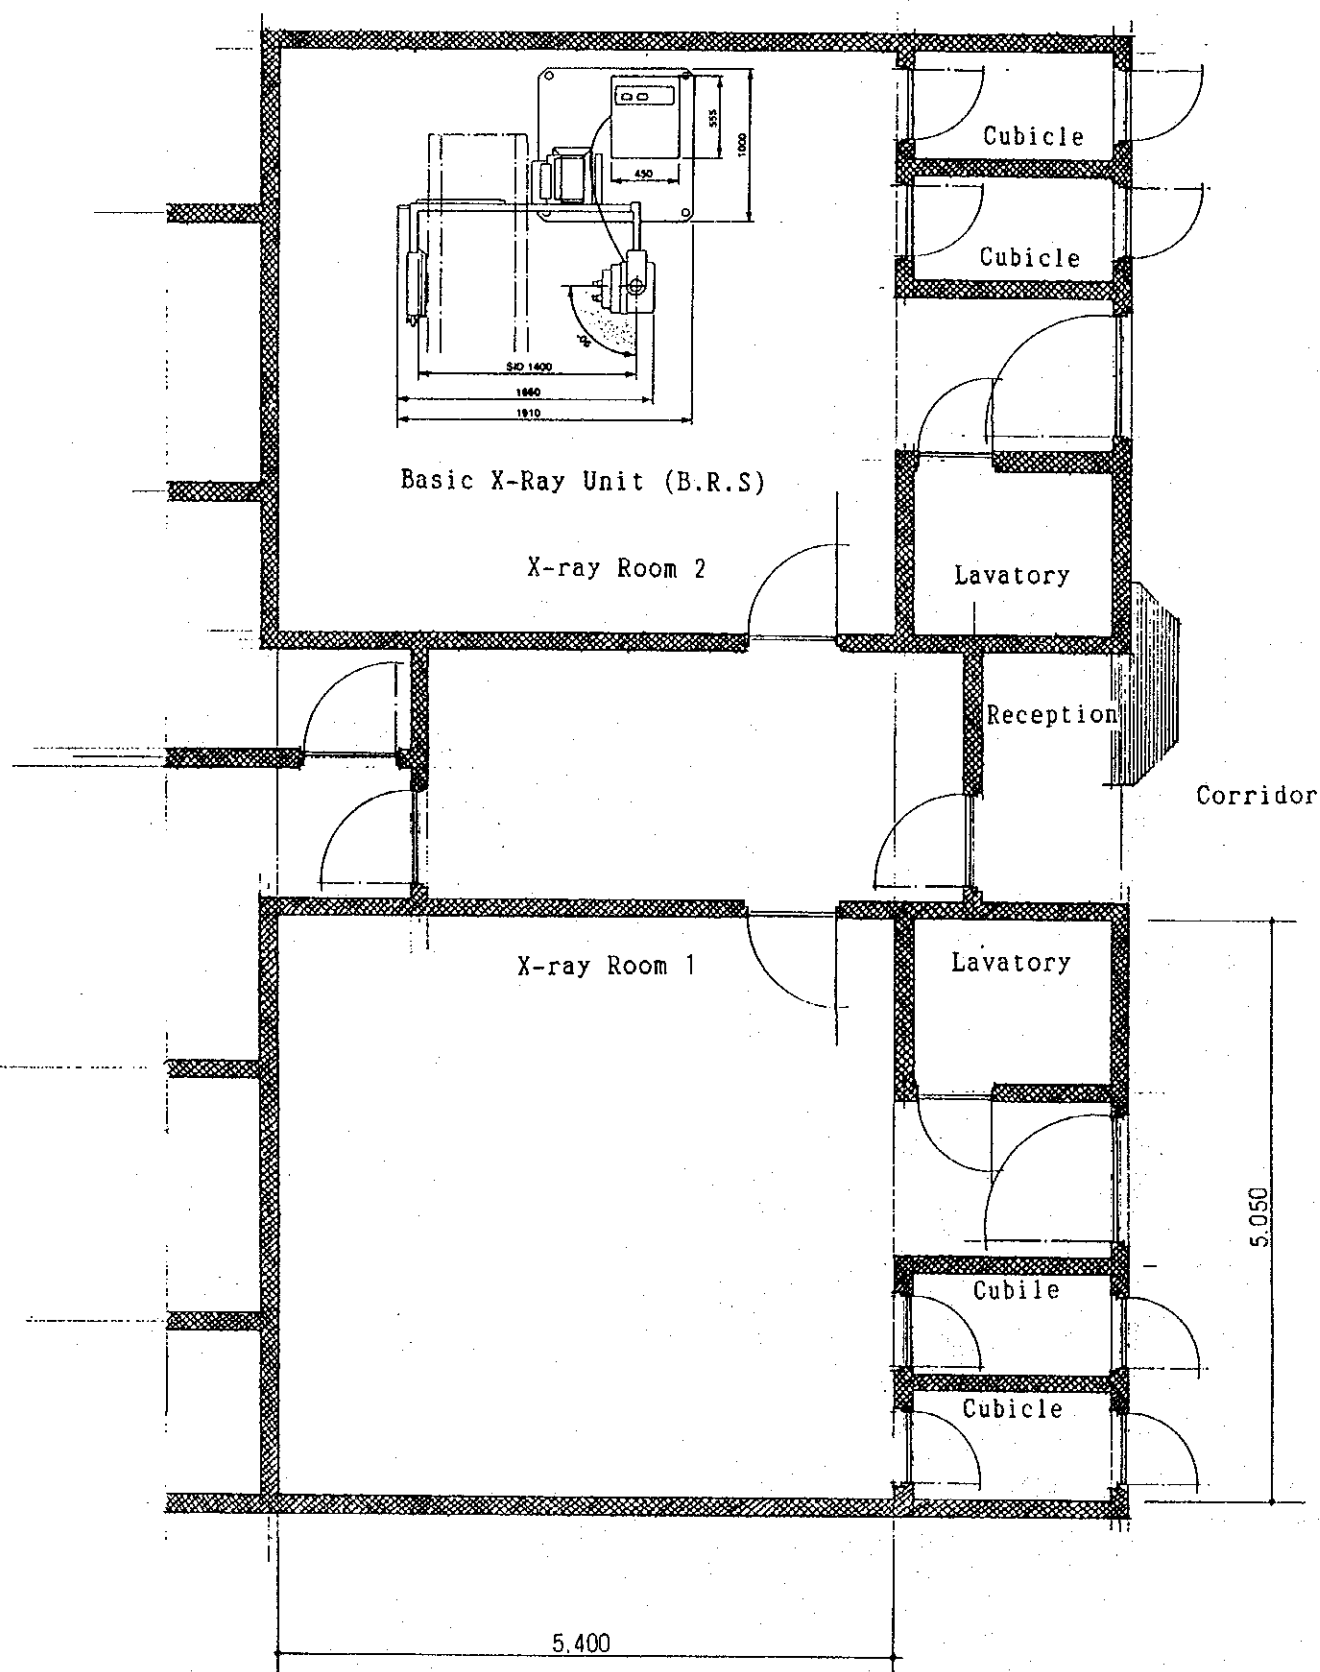 Cubicle
555
1000
450
Cubicle
90°
SID 1400
1660
1910
Basic X-Ray Unit (B.R.S)
X-ray Room 2
Lavatory
Reception
Corridor
X-ray Room 1
Lavatory
5.050
Cubile
Cubicle
5.400